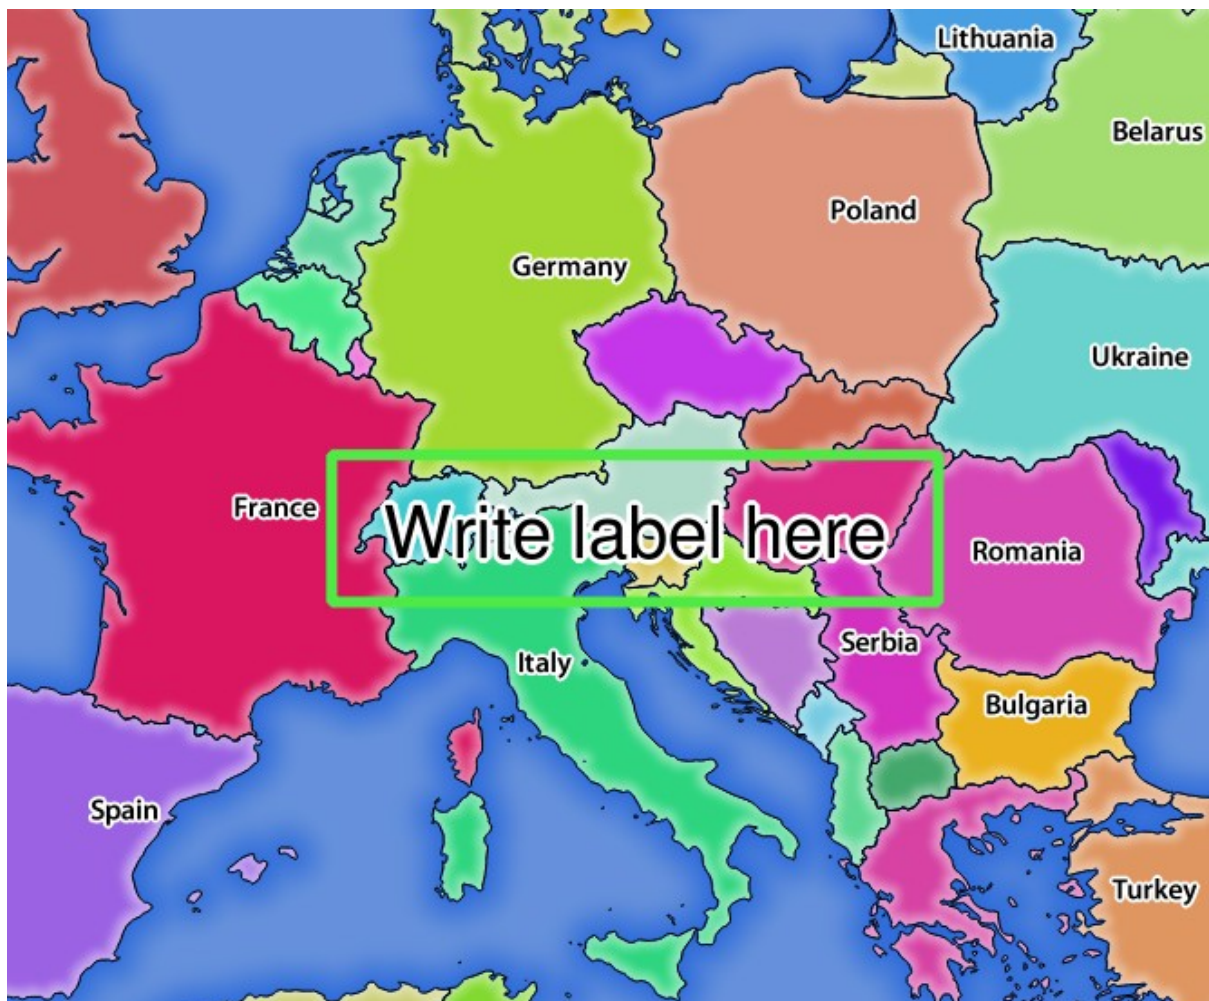 Lithuania
Belarus
Poland
Germany
Ukraine
France
Write label here
Romania
Serbia
Italy
Bulgaria
Spain
Turkey